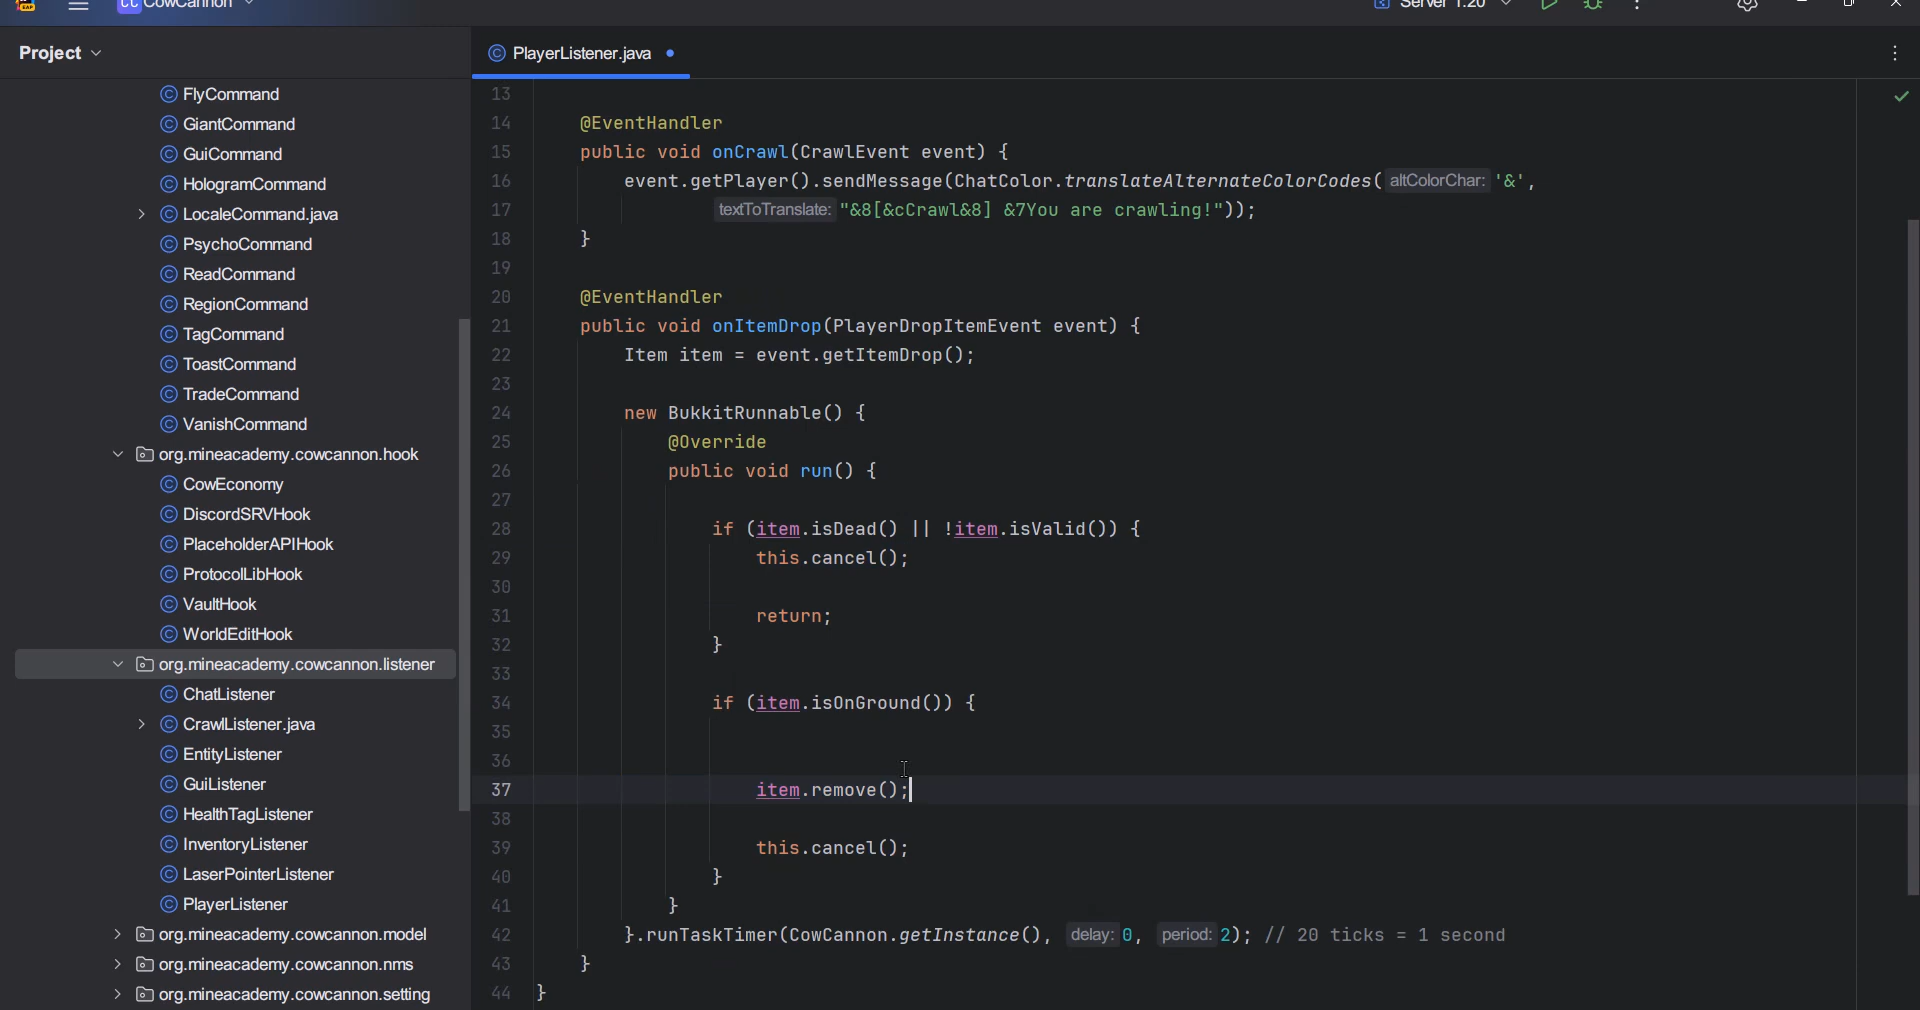 CC CowCannon
Server 1.20
Project
PlayerListener.java
FlyCommand
GiantCommand
GuiCommand
HologramCommand
LocaleCommand.java
PsychoCommand
ReadCommand
RegionCommand
TagCommand
ToastCommand
TradeCommand
VanishCommand
org.mineacademy.cowcannon.hook
CowEconomy
DiscordSRVHook
PlaceholderAPIHook
ProtocolLibHook
VaultHook
WorldEditHook
org.mineacademy.cowcannon.listener
ChatListener
CrawlListener.java
EntityListener
GuiListener
HealthTagListener
InventoryListener
LaserPointerListener
PlayerListener
org.mineacademy.cowcannon.model
org.mineacademy.cowcannon.nms
org.mineacademy.cowcannon.setting
13
14 @EventHandler
15 public void onCrawl(CrawlEvent event) {
16 event.getPlayer().sendMessage(ChatColor.translateAlternateColorCodes( altColorChar: '&',
17 textToTranslate: "&8[&cCrawl&8] &7You are crawling!"));
18 }
19
20 @EventHandler
21 public void onItemDrop(PlayerDropItemEvent event) {
22 Item item = event.getItemDrop();
23
24 new BukkitRunnable() {
25 @Override
26 public void run() {
27
28 if (item.isDead() || !item.isValid()) {
29 this.cancel();
30
31 return;
32 }
33
34 if (item.isOnGround()) {
35
36
37 item.remove();
38
39 this.cancel();
40 }
41 }
42 }.runTaskTimer(CowCannon.getInstance(), delay: 0, period: 2); // 20 ticks = 1 second
43 }
44 }